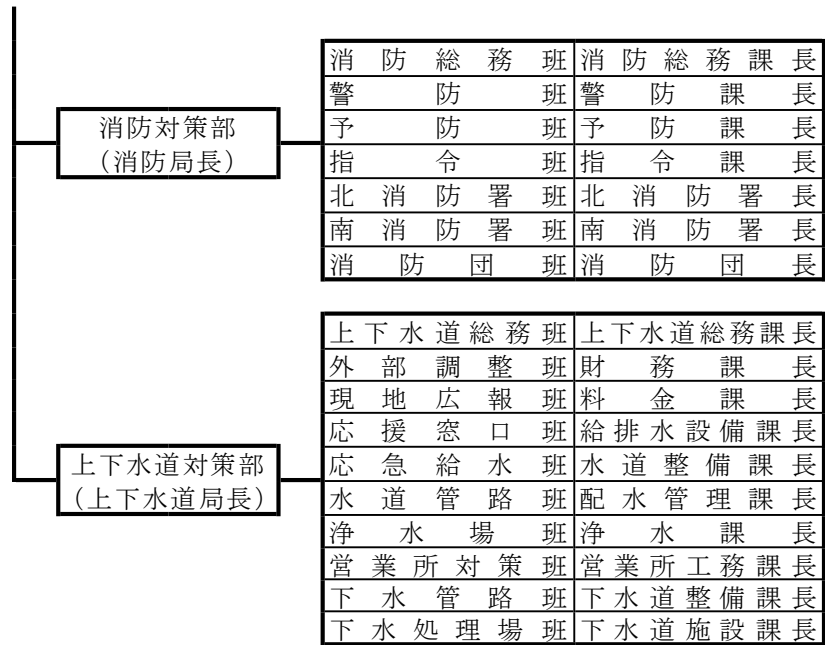 消防対策部
（消防局長）
消防総務班 消防総務課長
警防班 警防課長
予防班 予防課長
指令班 指令課長
北消防署班 北消防署長
南消防署班 南消防署長
消防団班 消防団長
上下水道対策部
（上下水道局長）
上下水道総務班 上下水道総務課長
外部調整班 財務課長
現地広報班 料金課長
応援窓口班 給排水設備課長
応急給水班 水道整備課長
水道管路班 配水管理課長
浄水場班 浄水課長
営業所対策班 営業所工務課長
下水管路班 下水道整備課長
下水処理場班 下水道施設課長